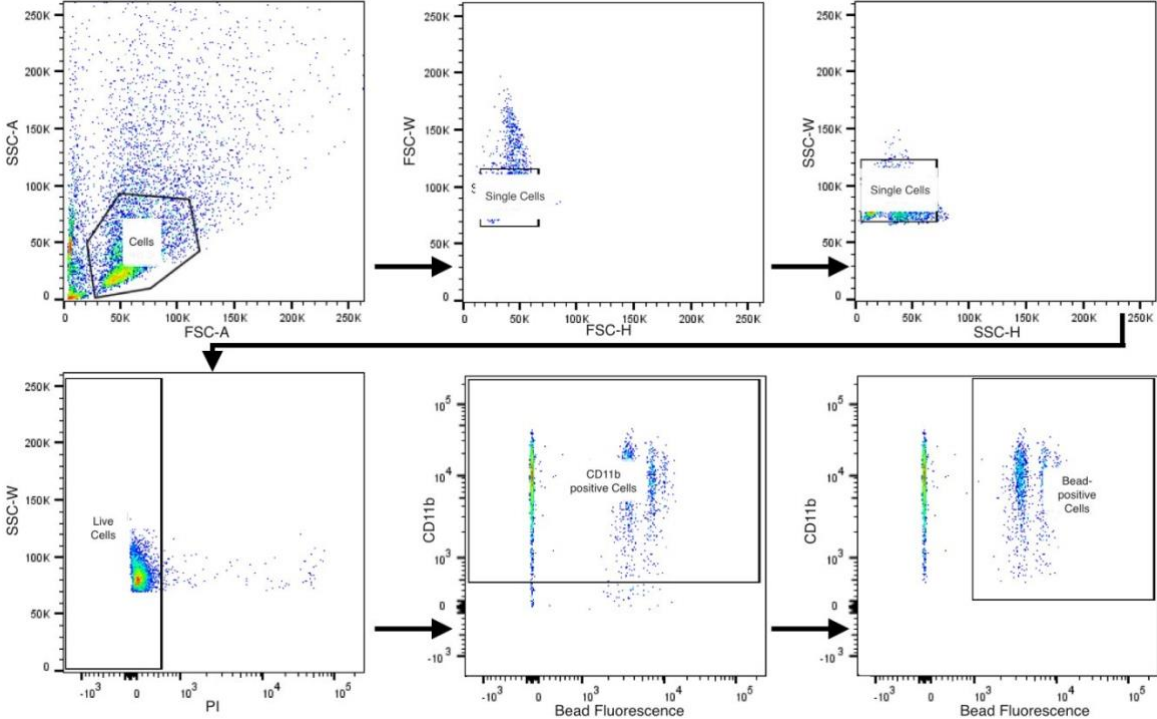 250K
200K
150K
100K
50K
0
SSC-A
Cells
0 50K 100K 150K 200K 250K
FSC-A
250K
200K
150K
100K
50K
0
FSC-W
Single Cells
0 50K 100K 150K 200K 250K
FSC-H
250K
200K
150K
100K
50K
0
SSC-W
Single Cells
0 50K 100K 150K 200K 250K
SSC-H
250K
200K
150K
100K
50K
0
SSC-W
Live
Cells
-10³ 0 10³ 10⁴ 10⁵
PI
10⁵
10⁴
10³
0
-10³
CD11b
CD11b
positive Cells
0 10³ 10⁴ 10⁵
Bead Fluorescence
10⁵
10⁴
10³
0
-10³
CD11b
Bead-
positive
Cells
0 10³ 10⁴ 10⁵
Bead Fluorescence